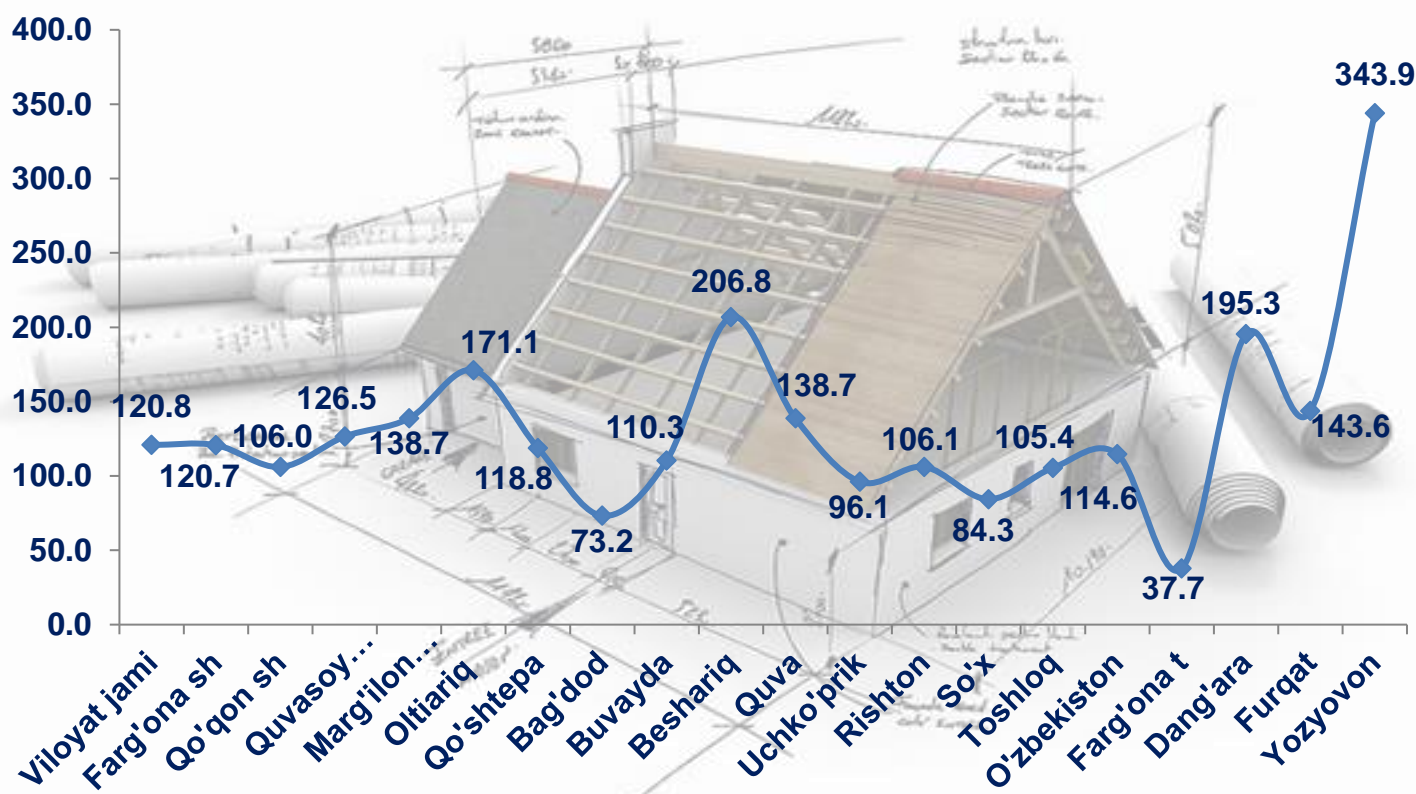 400.0
350.0
300.0
250.0
200.0
150.0
100.0
50.0
0.0
120.8
120.7
106.0
126.5
138.7
171.1
118.8
73.2
110.3
206.8
138.7
96.1
106.1
84.3
105.4
114.6
37.7
195.3
143.6
343.9
Viloyat jami
Farg'ona sh
Qo'qon sh
Quvasoy...
Marg'ilon...
Oltiariq
Qo'shtepa
Bag'dod
Buvayda
Beshariq
Quva
Uchko'prik
Rishton
So'x
Toshloq
O'zbekiston
Farg'ona t
Dang'ara
Furqat
Yozyovon